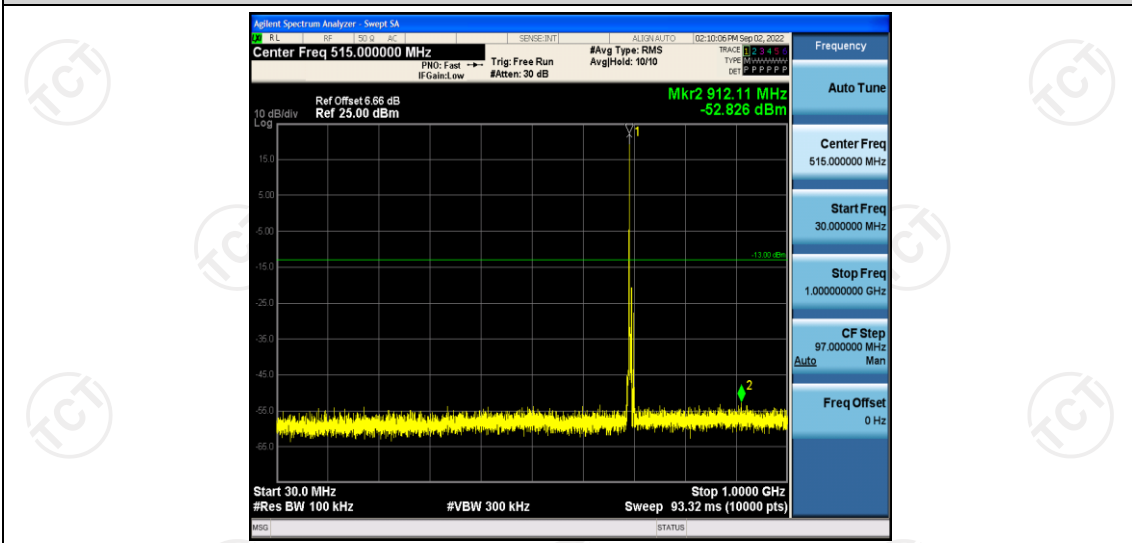 Agilent Spectrum Analyzer - Swept SA
RL RF 50 Ω AC SENSE:INT ALIGN AUTO 02:10:06 PM Sep 02, 2022
Center Freq 515.000000 MHz
PNO: Fast
IFGain:Low
Trig: Free Run
#Atten: 30 dB
#Avg Type: RMS
Avg|Hold: 10/10
TRACE 1 2 3 4 5 6
TYPE M
DET P P P P P P
Frequency
Auto Tune
Center Freq
515.000000 MHz
Start Freq
30.000000 MHz
Stop Freq
1.000000000 GHz
CF Step
97.000000 MHz
Auto Man
Freq Offset
0 Hz
Mkr2 912.11 MHz
-52.826 dBm
Ref Offset 6.66 dB
10 dB/div Ref 25.00 dBm
Log
1
15.0
5.00
-5.00
-13.00 dBm
-15.0
-25.0
-35.0
-45.0
2
-55.0
-65.0
Start 30.0 MHz Stop 1.0000 GHz
#Res BW 100 kHz #VBW 300 kHz Sweep 93.32 ms (10000 pts)
MSG STATUS
TCT
TCT
TCT
TCT
TCT
TCT